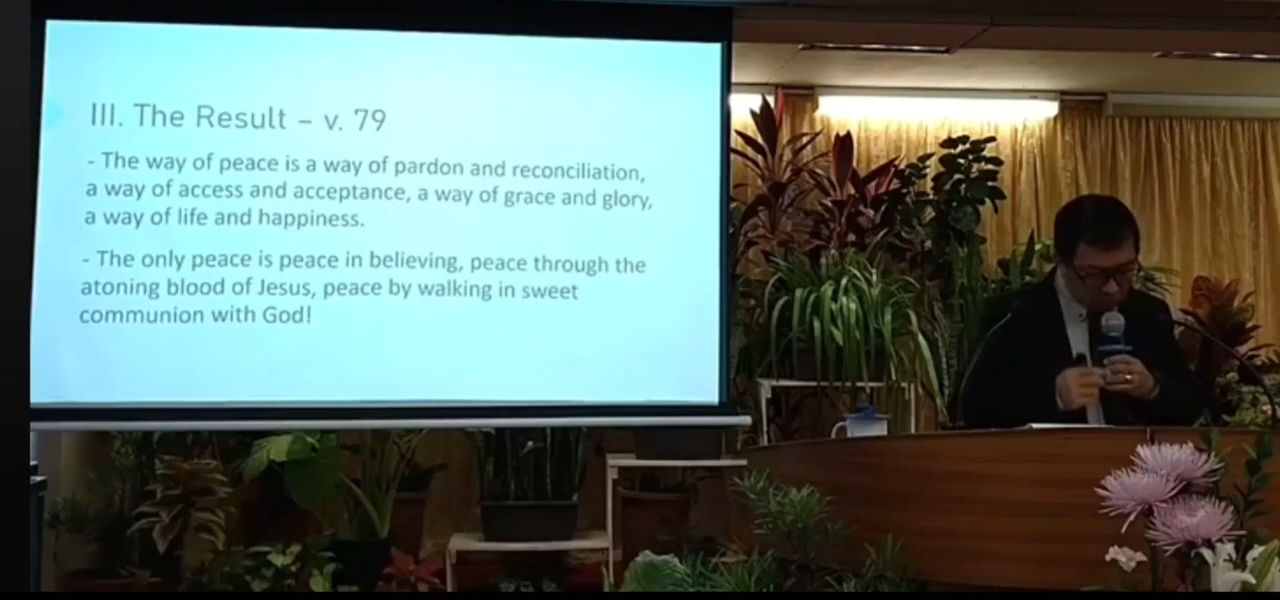 III. The Result – v. 79
- The way of peace is a way of pardon and reconciliation,
a way of access and acceptance, a way of grace and glory,
a way of life and happiness.
- The only peace is peace in believing, peace through the
atoning blood of Jesus, peace by walking in sweet
communion with God!